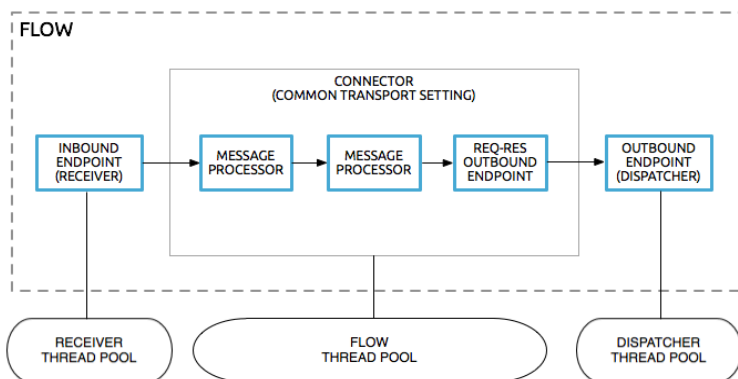 FLOW
CONNECTOR
(COMMON TRANSPORT SETTING)
INBOUND
ENDPOINT
(RECEIVER)
MESSAGE
PROCESSOR
MESSAGE
PROCESSOR
REQ-RES
OUTBOUND
ENDPOINT
OUTBOUND
ENDPOINT
(DISPATCHER)
RECEIVER
THREAD POOL
FLOW
THREAD POOL
DISPATCHER
THREAD POOL